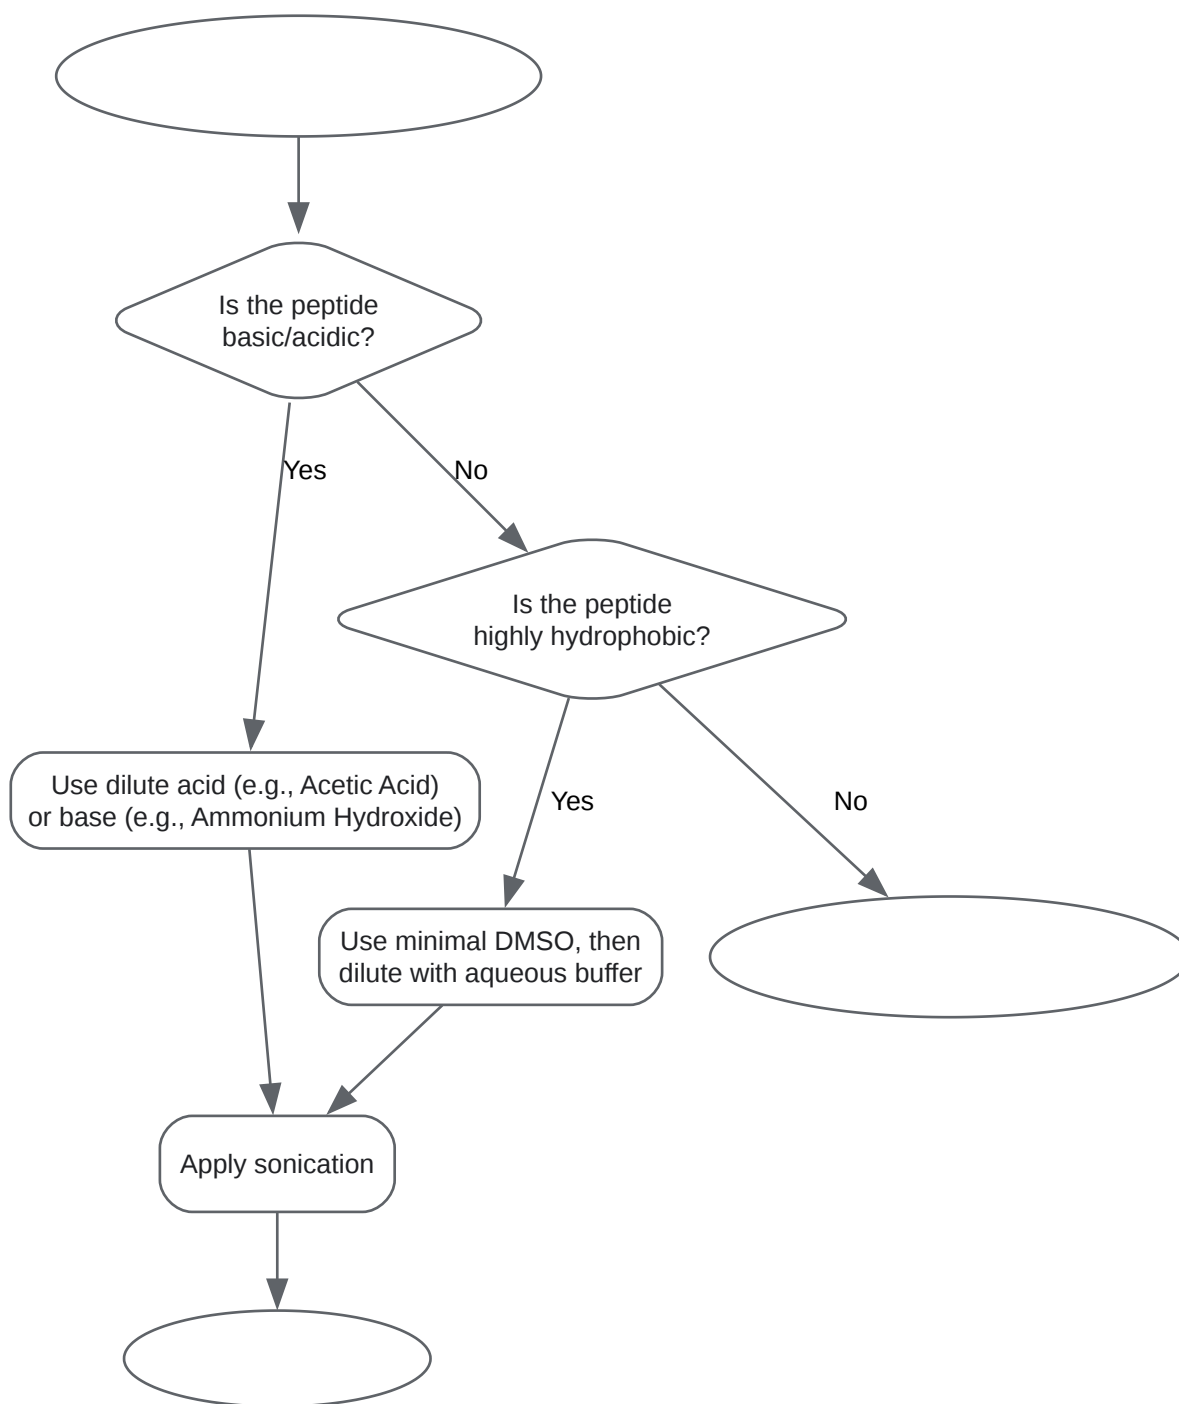 Is the peptide
basic/acidic?
Yes
No
Is the peptide
highly hydrophobic?
Use dilute acid (e.g., Acetic Acid)
or base (e.g., Ammonium Hydroxide)
Yes
No
Use minimal DMSO, then
dilute with aqueous buffer
Apply sonication